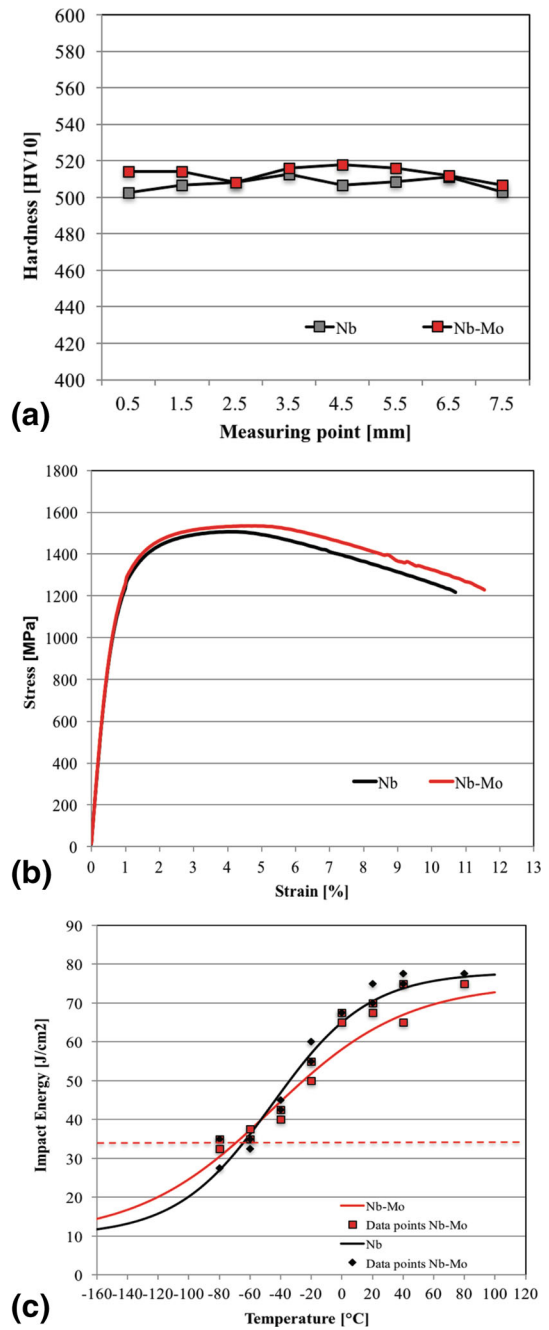 600
580
560
540
520
500
480
460
440
420
400
Hardness [HV10]
Nb
Nb-Mo
0.5 1.5 2.5 3.5 4.5 5.5 6.5 7.5
Measuring point [mm]
(a)
1800
1600
1400
1200
1000
800
600
400
200
0
Stress [MPa]
Nb
Nb-Mo
0 1 2 3 4 5 6 7 8 9 10 11 12 13
Strain [%]
(b)
90
80
70
60
50
40
30
20
10
0
Impact Energy [J/cm2]
Nb-Mo
Data points Nb-Mo
Nb
Data points Nb-Mo
-160-140-120-100 -80 -60 -40 -20 0 20 40 60 80 100 120
Temperature [°C]
(c)